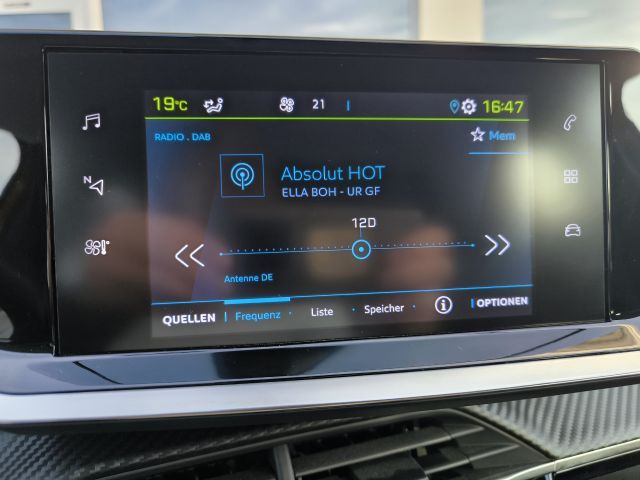 19°C 21 16:47
RADIO . DAB
Mem
Absolut HOT
ELLA BOH - UR GF
12D
N
Antenne DE
QUELLEN Frequenz Liste Speicher i OPTIONEN